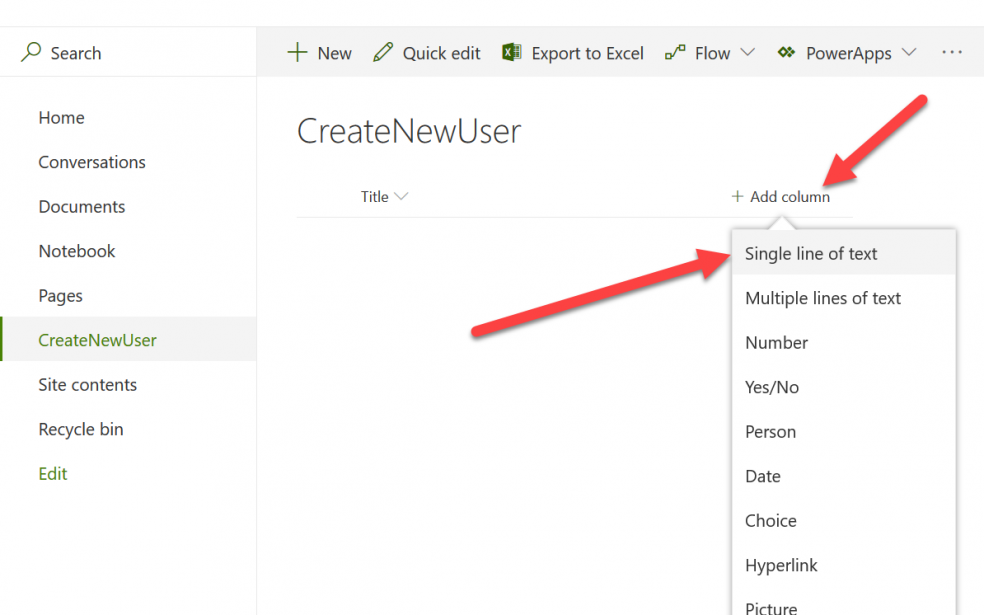 Search
New
Quick edit
Export to Excel
Flow
PowerApps
Home
Conversations
Documents
Notebook
Pages
CreateNewUser
Site contents
Recycle bin
Edit
CreateNewUser
Title
+ Add column
Single line of text
Multiple lines of text
Number
Yes/No
Person
Date
Choice
Hyperlink
Picture